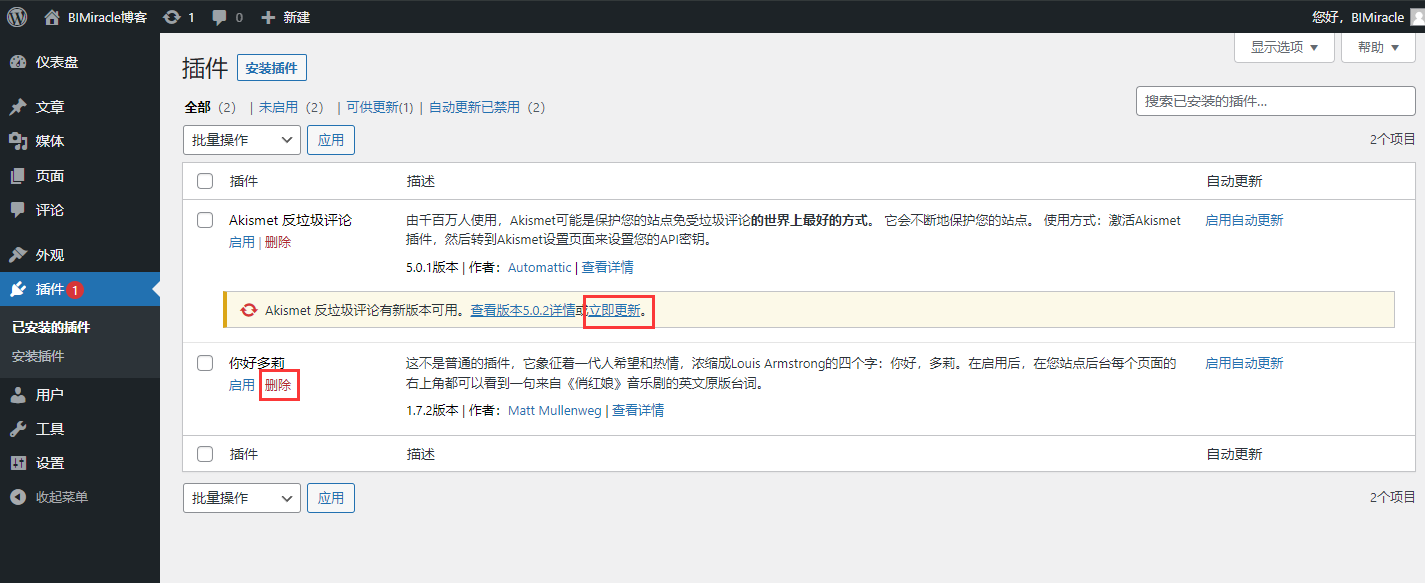 BIMiracle博客 1 0 新建 您好，BIMiracle
仪表盘
文章
媒体
页面
评论
外观
插件 1
已安装的插件
安装插件
用户
工具
设置
收起菜单
显示选项 帮助
插件 安装插件
全部（2） | 未启用（2） | 可供更新(1) | 自动更新已禁用（2）
搜索已安装的插件...
批量操作 应用 2个项目
插件 描述 自动更新
Akismet 反垃圾评论 由千百万人使用，Akismet可能是保护您的站点免受垃圾评论的世界上最好的方式。 它会不断地保护您的站点。 使用方式：激活Akismet 启用自动更新
启用 | 删除 插件，然后转到Akismet设置页面来设置您的API密钥。
5.0.1版本 | 作者：Automattic | 查看详情
Akismet 反垃圾评论有新版本可用。查看版本5.0.2详情或立即更新。
你好多莉 这不是普通的插件，它象征着一代人希望和热情，浓缩成Louis Armstrong的四个字：你好，多莉。在启用后，在您站点后台每个页面的 启用自动更新
启用 | 删除 右上角都可以看到一句来自《俏红娘》音乐剧的英文原版台词。
1.7.2版本 | 作者：Matt Mullenweg | 查看详情
插件 描述 自动更新
批量操作 应用 2个项目